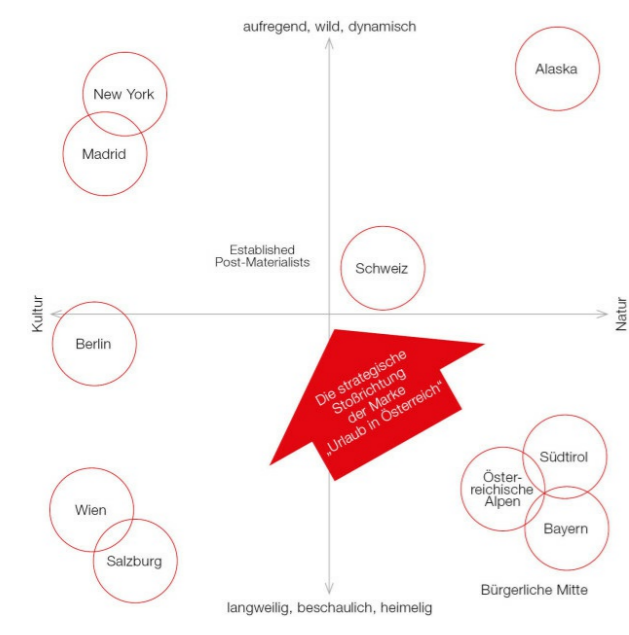 aufregend, wild, dynamisch
Alaska
New York
Madrid
Established
Post-Materialists
Schweiz
Kultur
Natur
Berlin
Die strategische
Stoßrichtung
der Marke
„Urlaub in Österreich“
Südtirol
Öster-
reichische
Alpen
Wien
Bayern
Salzburg
Bürgerliche Mitte
langweilig, beschaulich, heimelig